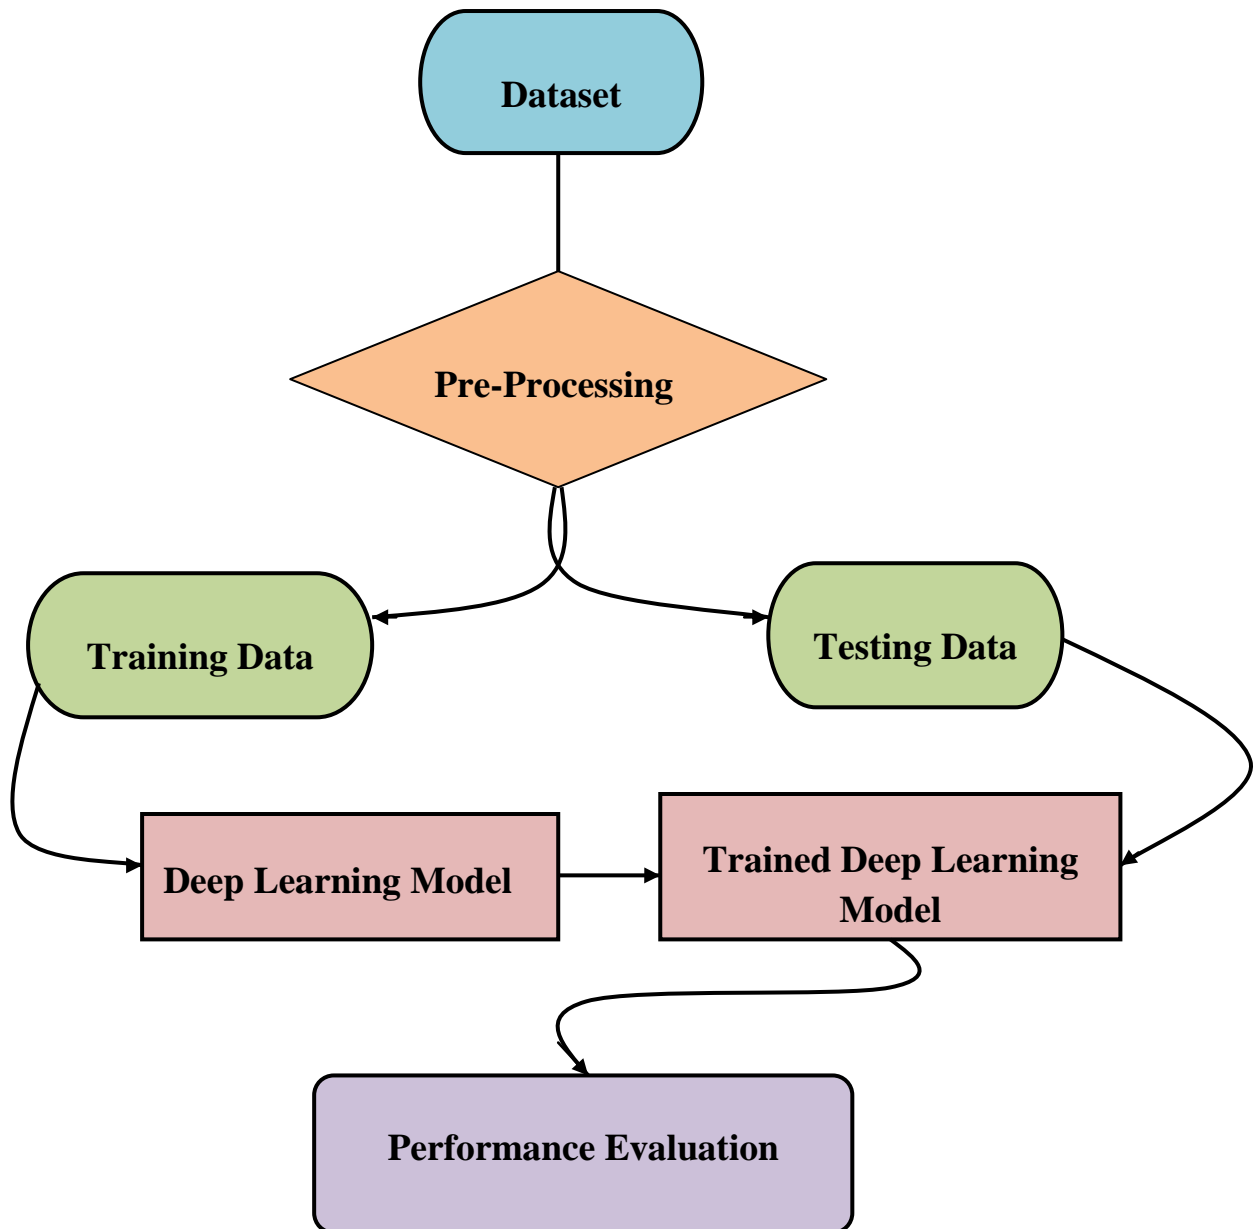 Dataset
Pre-Processing
Training Data
Testing Data
Deep Learning Model
Trained Deep Learning
Model
Performance Evaluation